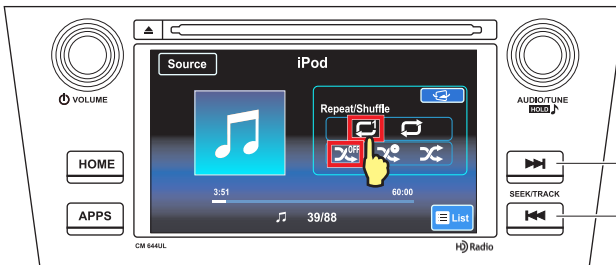 Source
iPod
VOLUME
AUDIO/TUNE
HOLD
Repeat/Shuffle
1
OFF
HOME
SEEK/TRACK
3:51
60:00
APPS
39/88
List
CM 644UL
HD Radio